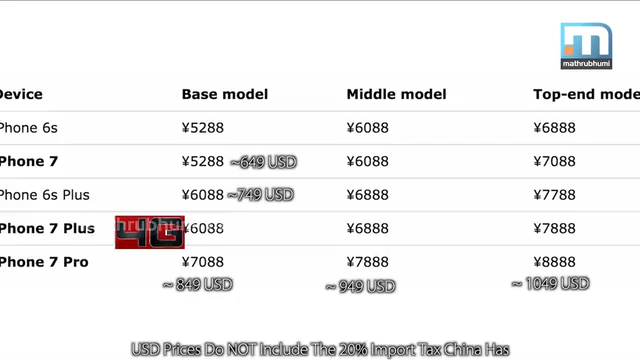 mathrubhumi
Device Base model Middle model Top-end mode
Phone 6s ¥5288 ¥6088 ¥6888
Phone 7 ¥5288 ~649 USD ¥6088 ¥7088
Phone 6s Plus ¥6088 ~749 USD ¥6888 ¥7788
Phone 7 Plus 4G ¥6088 ¥6888 ¥7888
Phone 7 Pro ¥7088 ¥7888 ¥8888
~ 849 USD ~ 949 USD ~ 1049 USD
USD Prices Do NOT Include The 20% Import Tax China Has